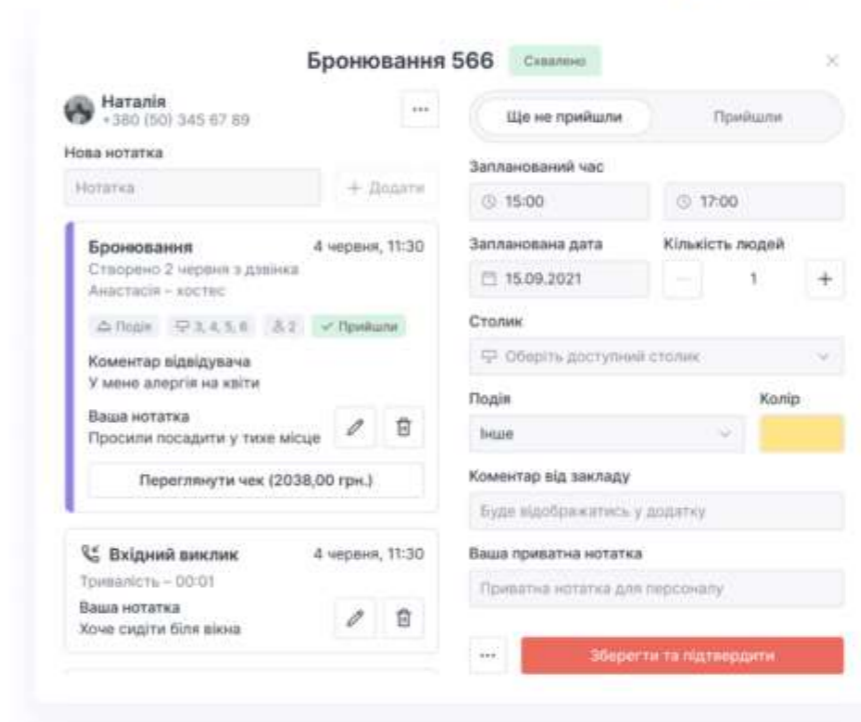 Бронювання 566 Схвалено
Наталія
+380 (50) 345 67 89
Нова нотатка
Нотатка
+ Додати
Бронювання
4 червня, 11:30
Створено 2 червня з дзвінка
Анастасія – хостес
Подія
3, 4, 5, 6
2
Прийшли
Коментар відвідувача
У мене алергія на квіти
Ваша нотатка
Просили посадити у тихе місце
Переглянути чек (2038,00 грн.)
Вхідний виклик
4 червня, 11:30
Тривалість – 00:01
Ваша нотатка
Хоче сидіти біля вікна
Ще не прийшли
Прийшли
Запланований час
15:00
17:00
Запланована дата
Кількість людей
15.09.2021
1
Столик
Оберіть доступний столик
Подія
Колір
Інше
Коментар від закладу
Буде відображатись у додатку
Ваша приватна нотатка
Приватна нотатка для персоналу
Зберегти та підтвердити